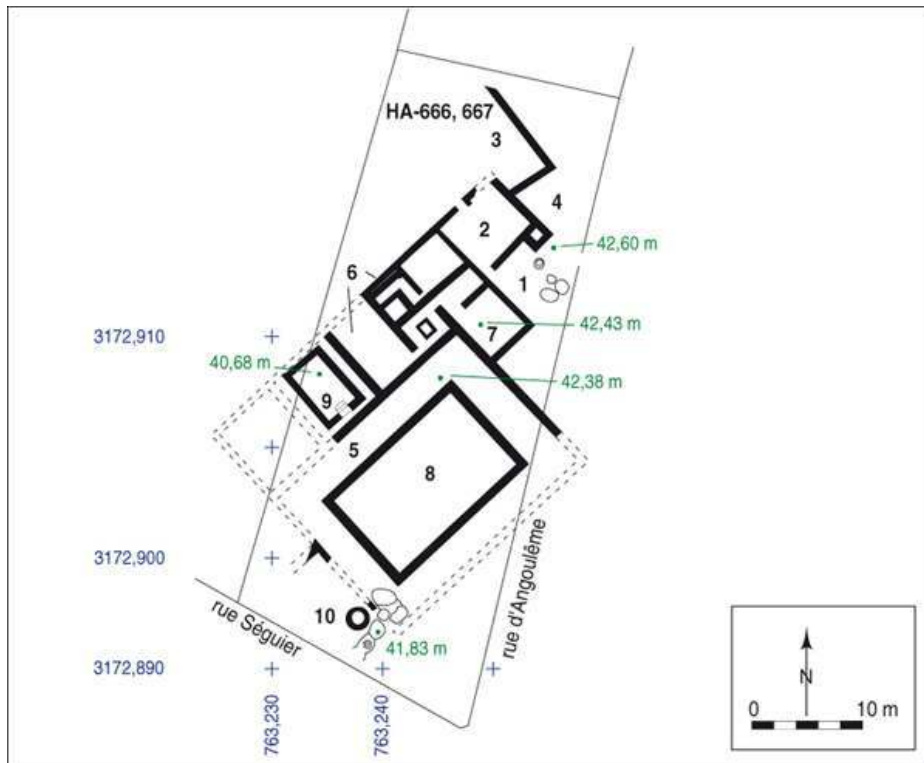 HA-666, 667
3
4
2
42,60 m
6
1
3172,910
7
42,43 m
40,68 m
42,38 m
9
5
8
3172,900
rue d'Angoulême
10
rue Séguier
41,83 m
3172,890
763,230
763,240
N
0 10 m